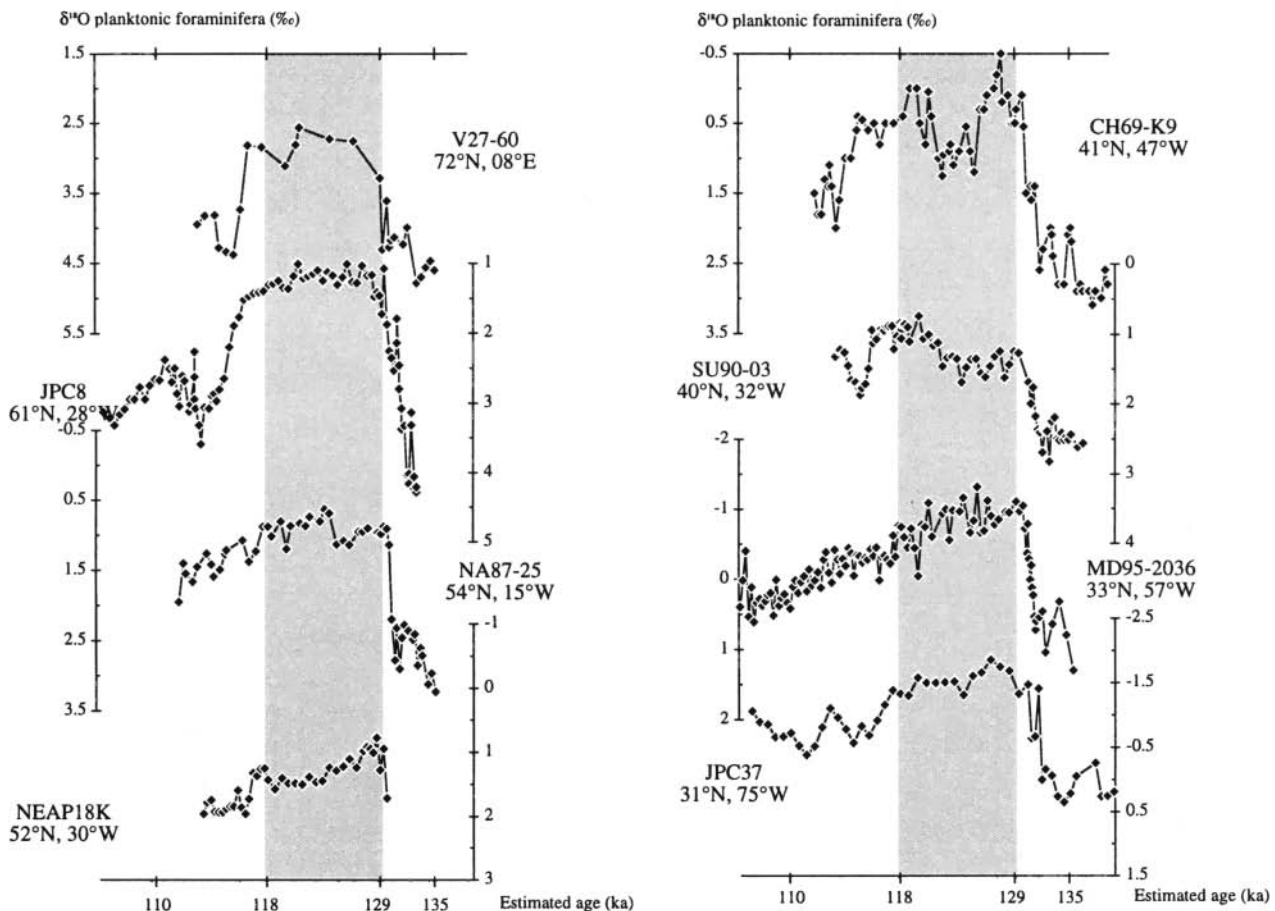 δ¹⁸O planktonic foraminifera (‰)
1.5
2.5
3.5
4.5
5.5
V27-60
72°N, 08°E
1
2
3
4
5
JPC8
61°N, 28°W
-0.5
0.5
1.5
2.5
3.5
NA87-25
54°N, 15°W
-1
0
1
2
3
NEAP18K
52°N, 30°W
110
118
129
135
Estimated age (ka)
δ¹⁸O planktonic foraminifera (‰)
-0.5
0.5
1.5
2.5
3.5
CH69-K9
41°N, 47°W
0
1
2
3
4
SU90-03
40°N, 32°W
-2
-1
0
1
2
MD95-2036
33°N, 57°W
-2.5
-1.5
-0.5
0.5
1.5
JPC37
31°N, 75°W
110
118
129
135
Estimated age (ka)